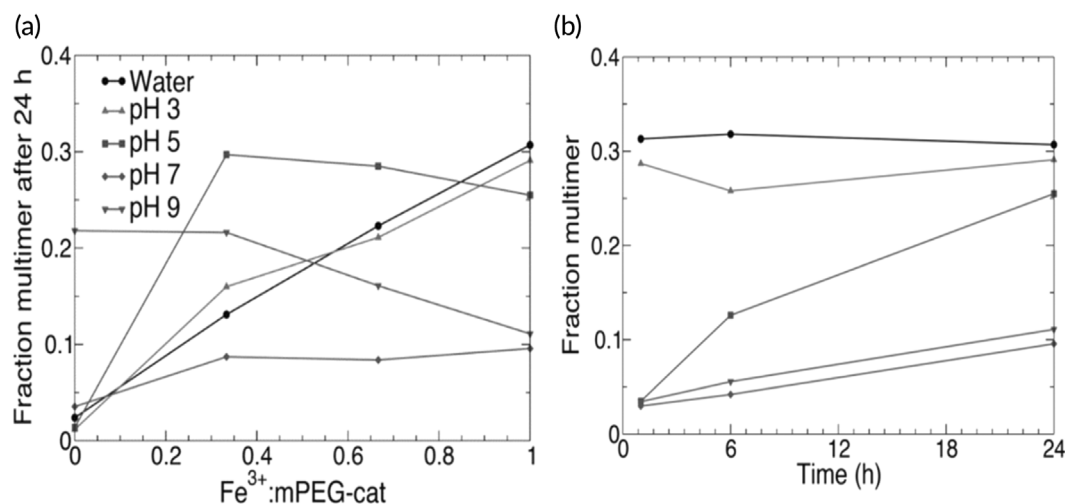 (a)
0.4
0.3
0.2
0.1
0
Fraction multimer after 24 h
Water
pH 3
pH 5
pH 7
pH 9
0 0.2 0.4 0.6 0.8 1
Fe³⁺:mPEG-cat
(b)
0.4
0.3
0.2
0.1
0
Fraction multimer
0 6 12 18 24
Time (h)